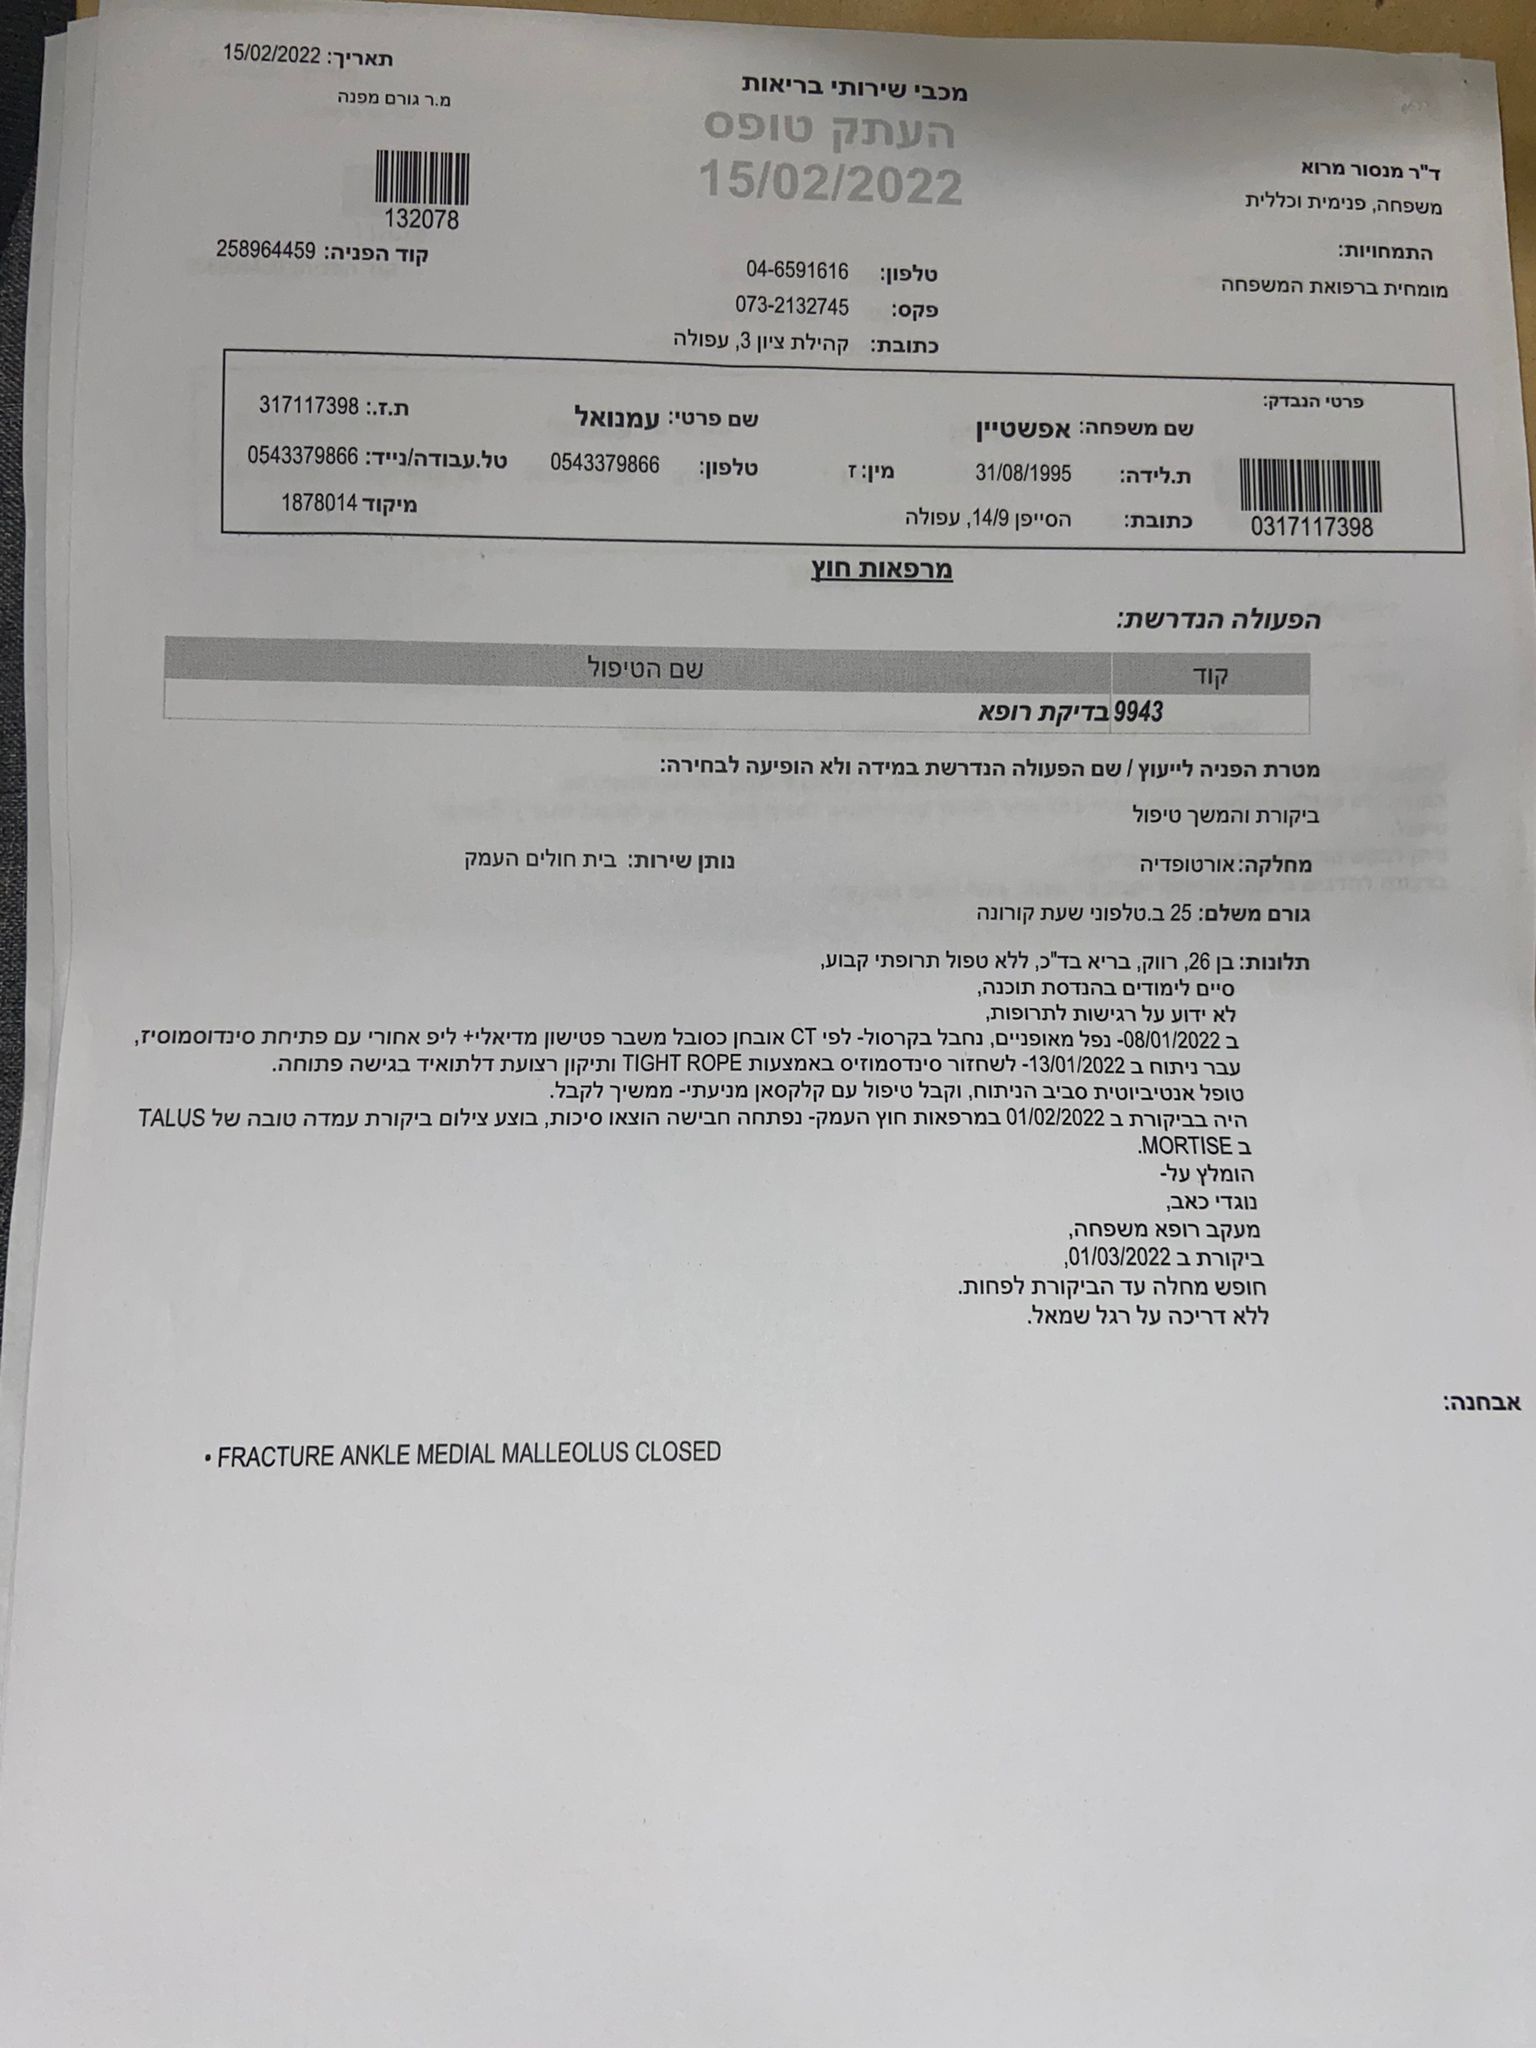 תאריך: 15/02/2022
מ.ר גורם מפנה
132078
קוד הפניה: 258964459
מכבי שירותי בריאות
העתק טופס
15/02/2022
ד"ר מנסור מרוא
משפחה, פנימית וכללית
התמחויות:
מומחית ברפואת המשפחה
טלפון: 04-6591616
פקס: 073-2132745
כתובת: קהילת ציון 3, עפולה
פרטי הנבדק:
שם משפחה: אפשטיין שם פרטי: עמנואל ת.ז.: 317117398
ת.לידה: 31/08/1995 מין: ז טלפון: 0543379866 טל.עבודה/נייד: 0543379866
כתובת: הסייפן 14/9, עפולה מיקוד 1878014
0317117398
מרפאות חוץ
הפעולה הנדרשת:
קוד שם הטיפול
9943 בדיקת רופא
מטרת הפניה לייעוץ / שם הפעולה הנדרשת במידה ולא הופיעה לבחירה:
ביקורת והמשך טיפול
מחלקה: אורטופדיה נותן שירות: בית חולים העמק
גורם משלם: 25 ב.טלפוני שעת קורונה
תלונות: בן 26, רווק, בריא בד"כ, ללא טפול תרופתי קבוע,
סיים לימודים בהנדסת תוכנה,
לא ידוע על רגישות לתרופות,
ב 08/01/2022- נפל מאופניים, נחבל בקרסול- לפי CT אובחן כסובל משבר פטישון מדיאלי+ ליפ אחורי עם פתיחת סינדוסמוסיז,
עבר ניתוח ב 13/01/2022- לשחזור סינדסמוזיס באמצעות TIGHT ROPE ותיקון רצועת דלתואיד בגישה פתוחה.
טופל אנטיביוטית סביב הניתוח, וקבל טיפול עם קלקסאן מניעתי- ממשיך לקבל.
היה בביקורת ב 01/02/2022 במרפאות חוץ העמק- נפתחה חבישה הוצאו סיכות, בוצע צילום ביקורת עמדה טובה של TALUS
ב MORTISE.
הומלץ על-
נוגדי כאב,
מעקב רופא משפחה,
ביקורת ב 01/03/2022,
חופש מחלה עד הביקורת לפחות.
ללא דריכה על רגל שמאל.
אבחנה:
• FRACTURE ANKLE MEDIAL MALLEOLUS CLOSED